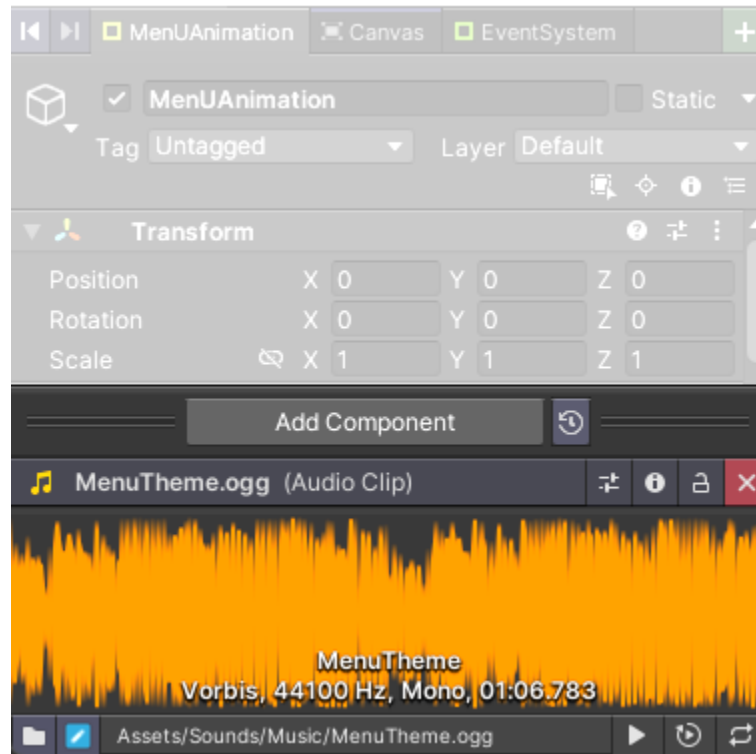 MenUAnimation Canvas EventSystem
MenUAnimation Static
Tag Untagged Layer Default
Transform
Position X 0 Y 0 Z 0
Rotation X 0 Y 0 Z 0
Scale X 1 Y 1 Z 1
Add Component
MenuTheme.ogg (Audio Clip)
MenuTheme
Vorbis, 44100 Hz, Mono, 01:06.783
Assets/Sounds/Music/MenuTheme.ogg